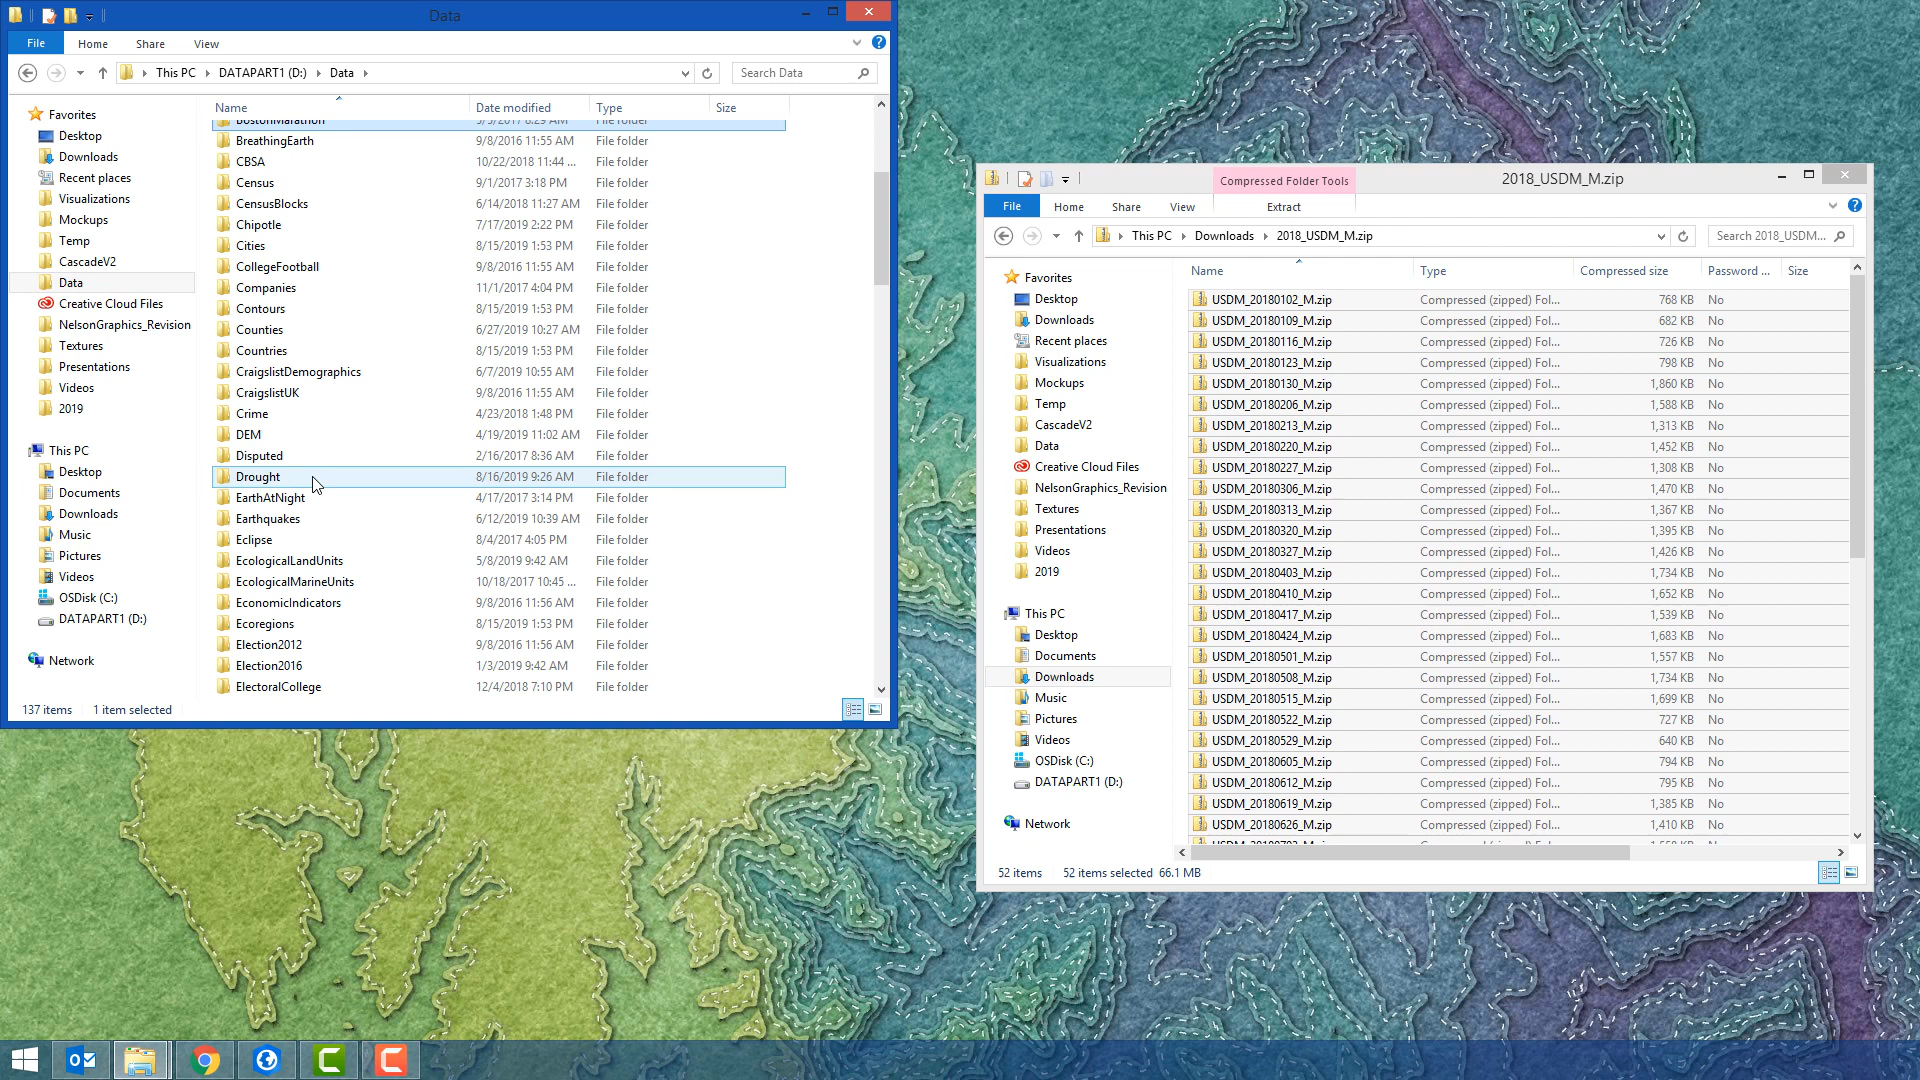 Data
File Home Share View
This PC DATAPART1 (D:) Data
Search Data
Name Date modified Type Size
Favorites
Desktop
Downloads
Recent places
Visualizations
Mockups
Temp
CascadeV2
Data
Creative Cloud Files
NelsonGraphics_Revision
Textures
Presentations
Videos
2019
This PC
Desktop
Documents
Downloads
Music
Pictures
Videos
OSDisk (C:)
DATAPART1 (D:)
Network
BostonMarathon 5/5/2017 8:29 AM File folder
BreathingEarth 9/8/2016 11:55 AM File folder
CBSA 10/22/2018 11:44 ... File folder
Census 9/1/2017 3:18 PM File folder
CensusBlocks 6/14/2018 11:27 AM File folder
Chipotle 7/17/2019 2:22 PM File folder
Cities 8/15/2019 1:53 PM File folder
CollegeFootball 9/8/2016 11:55 AM File folder
Companies 11/1/2017 4:04 PM File folder
Contours 8/15/2019 1:53 PM File folder
Counties 6/27/2019 10:27 AM File folder
Countries 8/15/2019 1:53 PM File folder
CraigslistDemographics 6/7/2019 10:55 AM File folder
CraigslistUK 9/8/2016 11:55 AM File folder
Crime 4/23/2018 1:48 PM File folder
DEM 4/19/2019 11:02 AM File folder
Disputed 2/16/2017 8:36 AM File folder
Drought 8/16/2019 9:26 AM File folder
EarthAtNight 4/17/2017 3:14 PM File folder
Earthquakes 6/12/2019 10:39 AM File folder
Eclipse 8/4/2017 4:05 PM File folder
EcologicalLandUnits 5/8/2019 9:42 AM File folder
EcologicalMarineUnits 10/18/2017 10:45 ... File folder
EconomicIndicators 9/8/2016 11:56 AM File folder
Ecoregions 8/15/2019 1:53 PM File folder
Election2012 9/8/2016 11:56 AM File folder
Election2016 1/3/2019 9:42 AM File folder
ElectoralCollege 12/4/2018 7:10 PM File folder
137 items 1 item selected
Compressed Folder Tools 2018_USDM_M.zip
File Home Share View Extract
This PC Downloads 2018_USDM_M.zip
Search 2018_USDM...
Name Type Compressed size Password ... Size
Favorites
Desktop
Downloads
Recent places
Visualizations
Mockups
Temp
CascadeV2
Data
Creative Cloud Files
NelsonGraphics_Revision
Textures
Presentations
Videos
2019
This PC
Desktop
Documents
Downloads
Music
Pictures
Videos
OSDisk (C:)
DATAPART1 (D:)
Network
USDM_20180102_M.zip Compressed (zipped) Fol... 768 KB No
USDM_20180109_M.zip Compressed (zipped) Fol... 682 KB No
USDM_20180116_M.zip Compressed (zipped) Fol... 726 KB No
USDM_20180123_M.zip Compressed (zipped) Fol... 798 KB No
USDM_20180130_M.zip Compressed (zipped) Fol... 1,860 KB No
USDM_20180206_M.zip Compressed (zipped) Fol... 1,588 KB No
USDM_20180213_M.zip Compressed (zipped) Fol... 1,313 KB No
USDM_20180220_M.zip Compressed (zipped) Fol... 1,452 KB No
USDM_20180227_M.zip Compressed (zipped) Fol... 1,308 KB No
USDM_20180306_M.zip Compressed (zipped) Fol... 1,470 KB No
USDM_20180313_M.zip Compressed (zipped) Fol... 1,367 KB No
USDM_20180320_M.zip Compressed (zipped) Fol... 1,395 KB No
USDM_20180327_M.zip Compressed (zipped) Fol... 1,426 KB No
USDM_20180403_M.zip Compressed (zipped) Fol... 1,734 KB No
USDM_20180410_M.zip Compressed (zipped) Fol... 1,652 KB No
USDM_20180417_M.zip Compressed (zipped) Fol... 1,539 KB No
USDM_20180424_M.zip Compressed (zipped) Fol... 1,683 KB No
USDM_20180501_M.zip Compressed (zipped) Fol... 1,557 KB No
USDM_20180508_M.zip Compressed (zipped) Fol... 1,734 KB No
USDM_20180515_M.zip Compressed (zipped) Fol... 1,699 KB No
USDM_20180522_M.zip Compressed (zipped) Fol... 727 KB No
USDM_20180529_M.zip Compressed (zipped) Fol... 640 KB No
USDM_20180605_M.zip Compressed (zipped) Fol... 794 KB No
USDM_20180612_M.zip Compressed (zipped) Fol... 795 KB No
USDM_20180619_M.zip Compressed (zipped) Fol... 1,385 KB No
USDM_20180626_M.zip Compressed (zipped) Fol... 1,410 KB No
52 items 52 items selected 66.1 MB